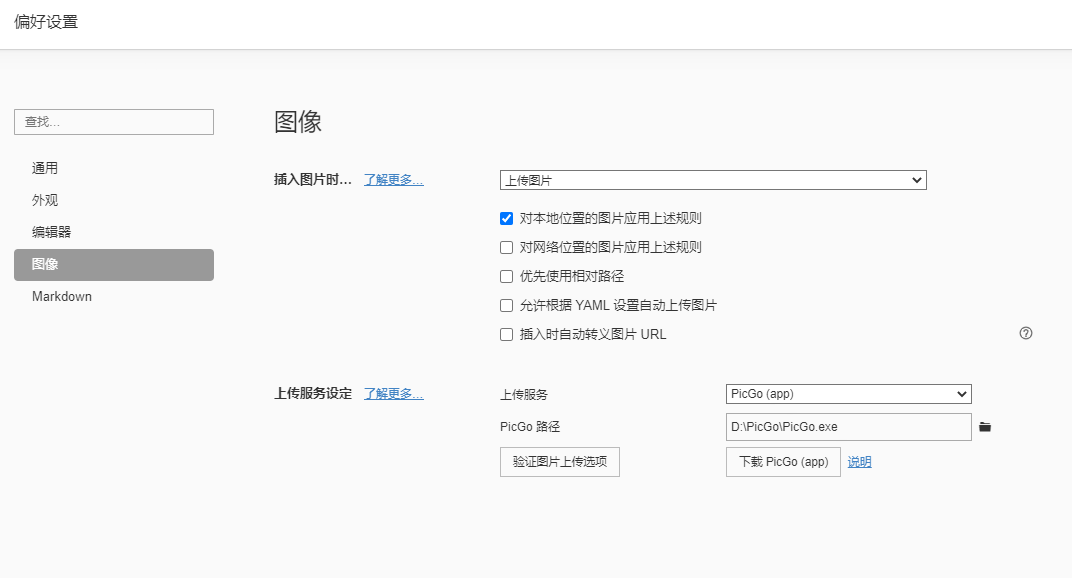 偏好设置
查找...
通用
外观
编辑器
图像
Markdown
图像
插入图片时... 了解更多... 上传图片
对本地位置的图片应用上述规则
对网络位置的图片应用上述规则
优先使用相对路径
允许根据 YAML 设置自动上传图片
插入时自动转义图片 URL
上传服务设定 了解更多... 上传服务 PicGo (app)
PicGo 路径 D:\PicGo\PicGo.exe
验证图片上传选项 下载 PicGo (app) 说明